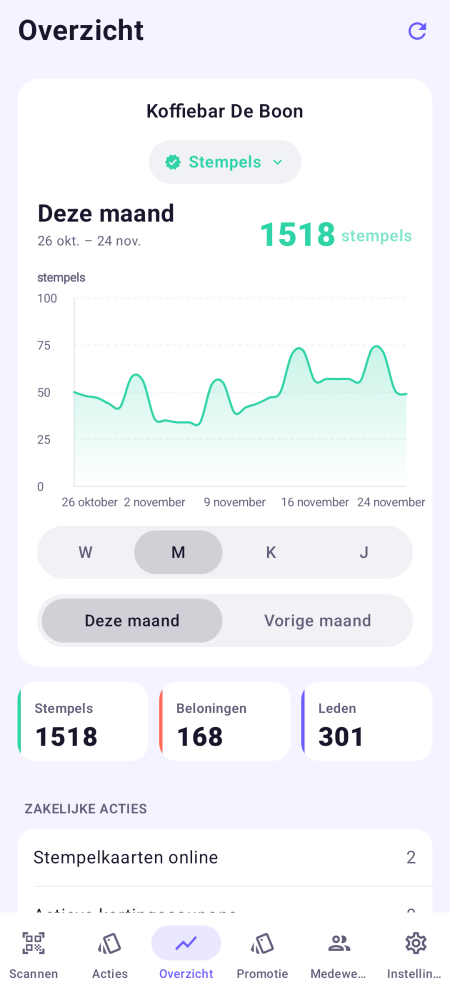 Overzicht
Koffiebar De Boon
Stempels
Deze maand
26 okt. – 24 nov.
1518 stempels
stempels
100
75
50
25
0
26 oktober 2 november 9 november 16 november 24 november
W M K J
Deze maand Vorige maand
Stempels Beloningen Leden
1518 168 301
ZAKELIJKE ACTIES
Stempelkaarten online 2
Scannen Acties Overzicht Promotie Medewe... Instellin...